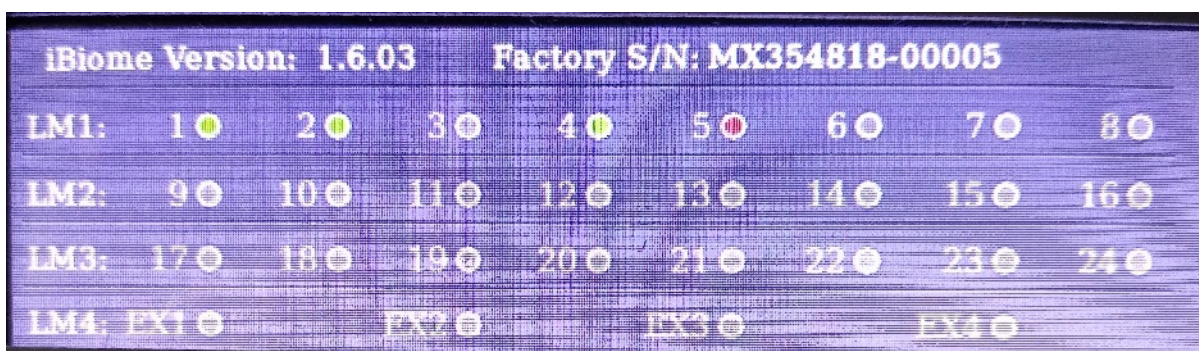 iBiome Version: 1.6.03 Factory S/N: MX354818-00005
LM1: 1 2 3 4 5 6 7 8
LM2: 9 10 11 12 13 14 15 16
LM3: 17 18 19 20 21 22 23 24
LM4: EX1 EX2 EX3 EX4